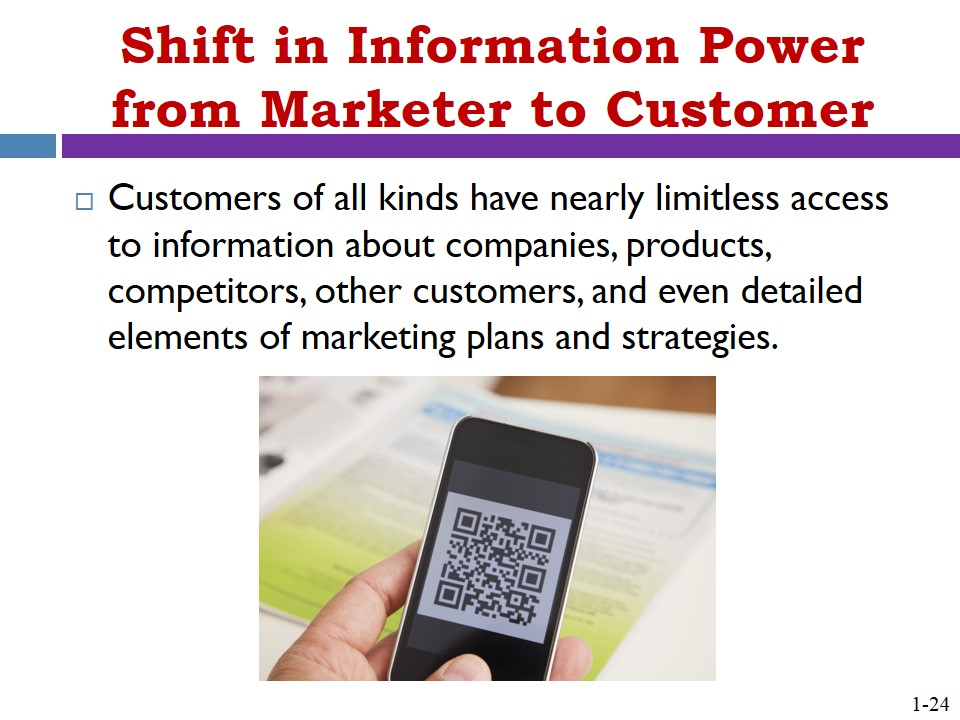 Shift in Information Power
from Marketer to Customer
Customers of all kinds have nearly limitless access
to information about companies, products,
competitors, other customers, and even detailed
elements of marketing plans and strategies.
1-24